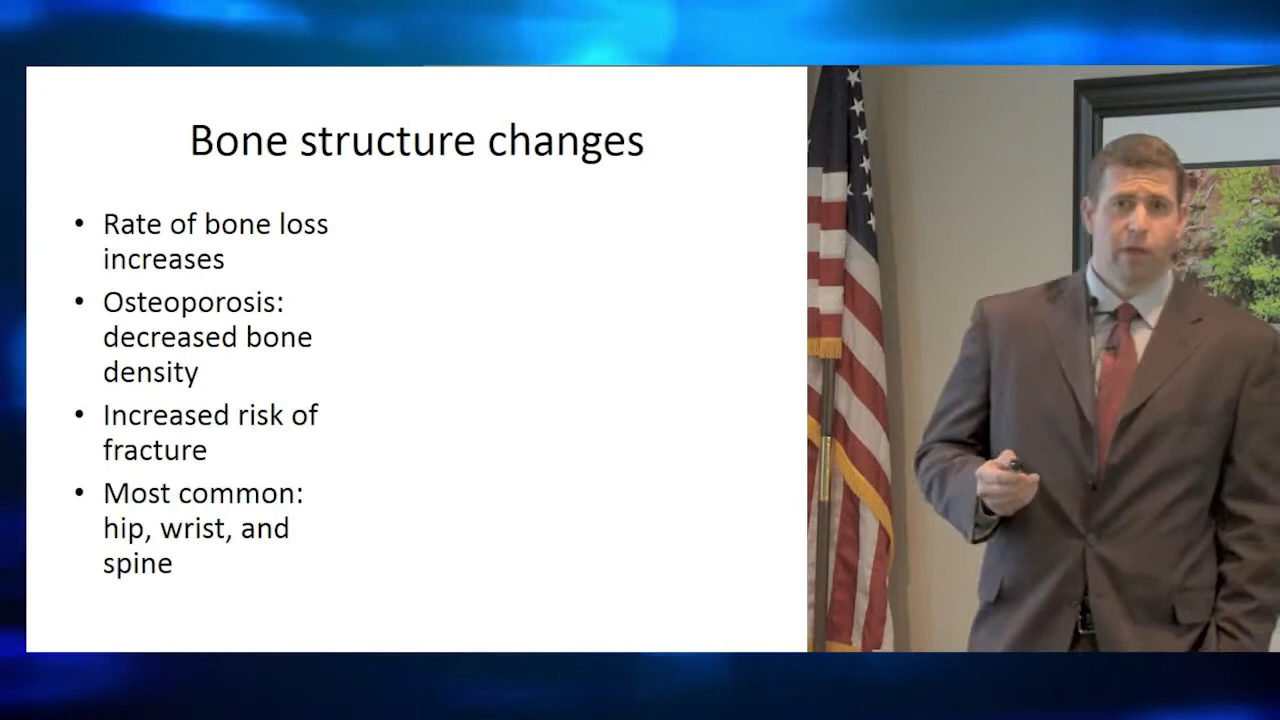 Bone structure changes
• Rate of bone loss
increases
• Osteoporosis:
decreased bone
density
• Increased risk of
fracture
• Most common:
hip, wrist, and
spine